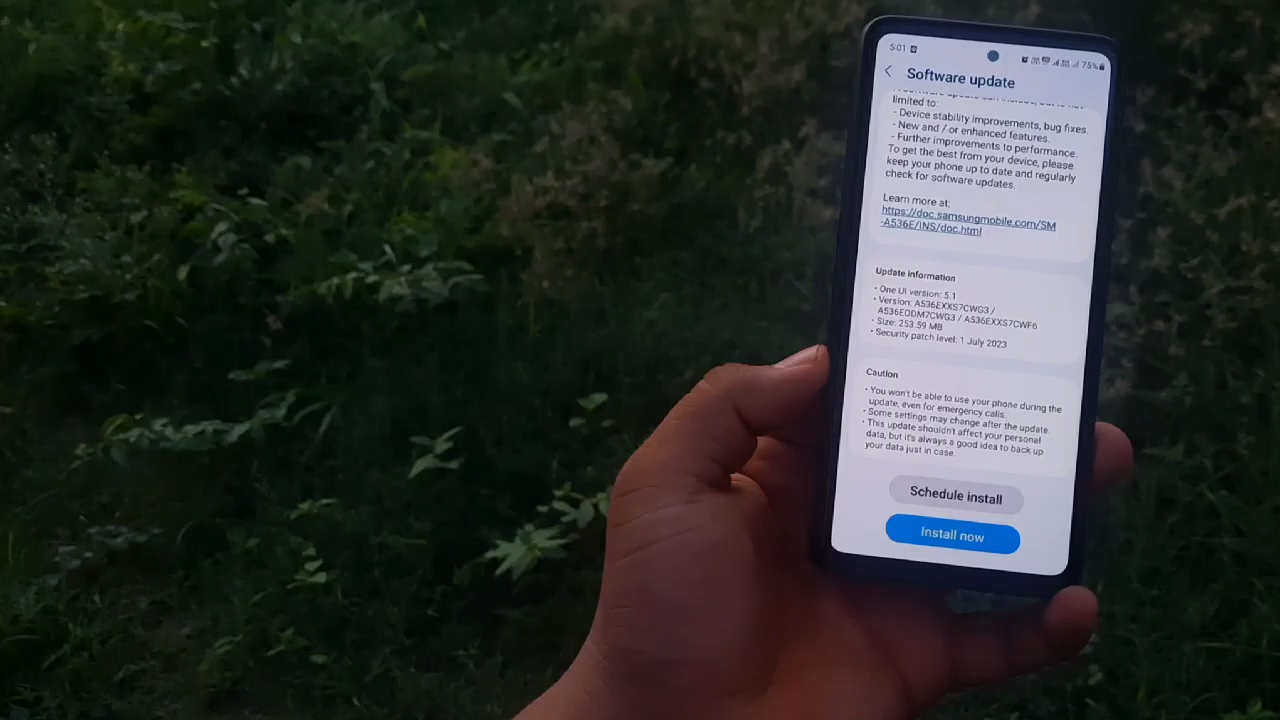 5:01
75%
Software update
limited to:
- Device stability improvements, bug fixes.
- New and / or enhanced features.
- Further improvements to performance.
To get the best from your device, please
keep your phone up to date and regularly
check for software updates.
Learn more at:
https://doc.samsungmobile.com/SM
-A536E/INS/doc.html
Update information
• One UI version: 5.1
• Version: A536EXXS7CWG3 /
A536EODM7CWG3 / A536EXXS7CWF6
• Size: 253.59 MB
• Security patch level: 1 July 2023
Caution
• You won't be able to use your phone during the
update, even for emergency calls.
• Some settings may change after the update.
• This update shouldn't affect your personal
data, but it's always a good idea to back up
your data just in case.
Schedule install
Install now